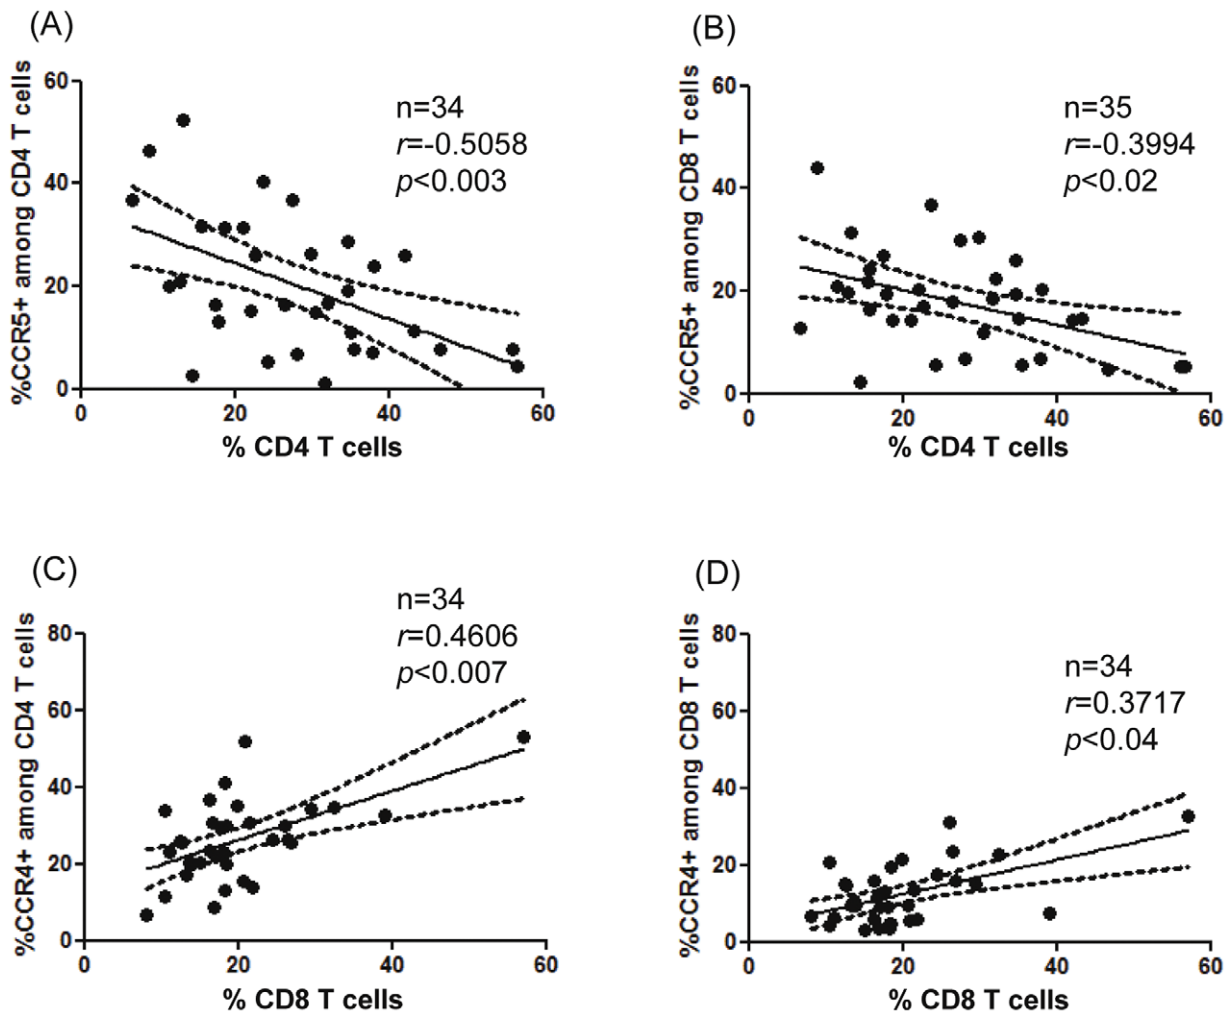 (A)
%CCR5+ among CD4 T cells
60
40
20
0
0 20 40 60
% CD4 T cells
n=34
r=-0.5058
p<0.003
(B)
%CCR5+ among CD8 T cells
60
40
20
0
0 20 40 60
% CD4 T cells
n=35
r=-0.3994
p<0.02
(C)
%CCR4+ among CD4 T cells
80
60
40
20
0
0 20 40 60
% CD8 T cells
n=34
r=0.4606
p<0.007
(D)
%CCR4+ among CD8 T cells
80
60
40
20
0
0 20 40 60
% CD8 T cells
n=34
r=0.3717
p<0.04